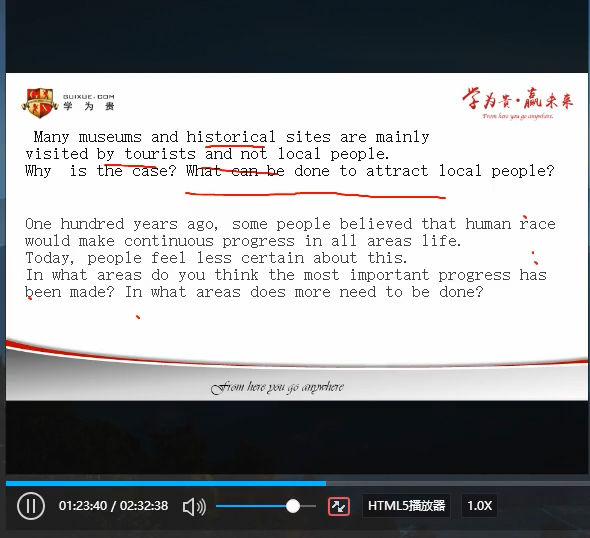 GUIXUE.COM
学为贵
学为贵·赢未来
From here you go anywhere.
Many museums and historical sites are mainly
visited by tourists and not local people.
Why is the case? What can be done to attract local people?
One hundred years ago, some people believed that human race
would make continuous progress in all areas life.
Today, people feel less certain about this.
In what areas do you think the most important progress has
been made? In what areas does more need to be done?
From here you go anywhere
01:23:40 / 02:32:38 HTML5播放器 1.0X